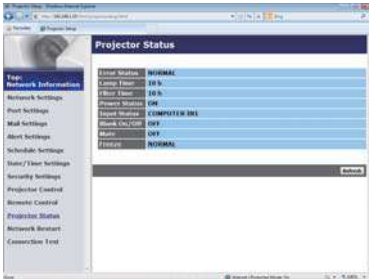 Projector Status
Top:
Network Information
Network Settings
Port Settings
Mail Settings
Alert Settings
Schedule Settings
Date/Time Settings
Security Settings
Projector Control
Remote Control
Projector Status
Network Restart
Connection Test
Error Status NORMAL
Lamp Time 10 h
Filter Time 10 h
Power Status ON
Input Status COMPUTER IN1
Blank On/Off OFF
Mute OFF
Freeze NORMAL
Refresh